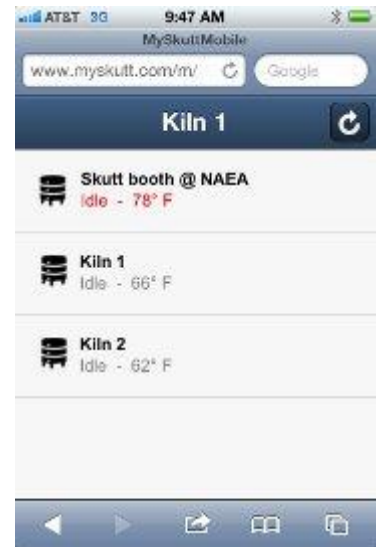 AT&T 3G 9:47 AM
MySkuttMobile
www.myskutt.com/m/ Google
Kiln 1
Skutt booth @ NAEA
Idle - 78° F
Kiln 1
Idle - 66° F
Kiln 2
Idle - 62° F